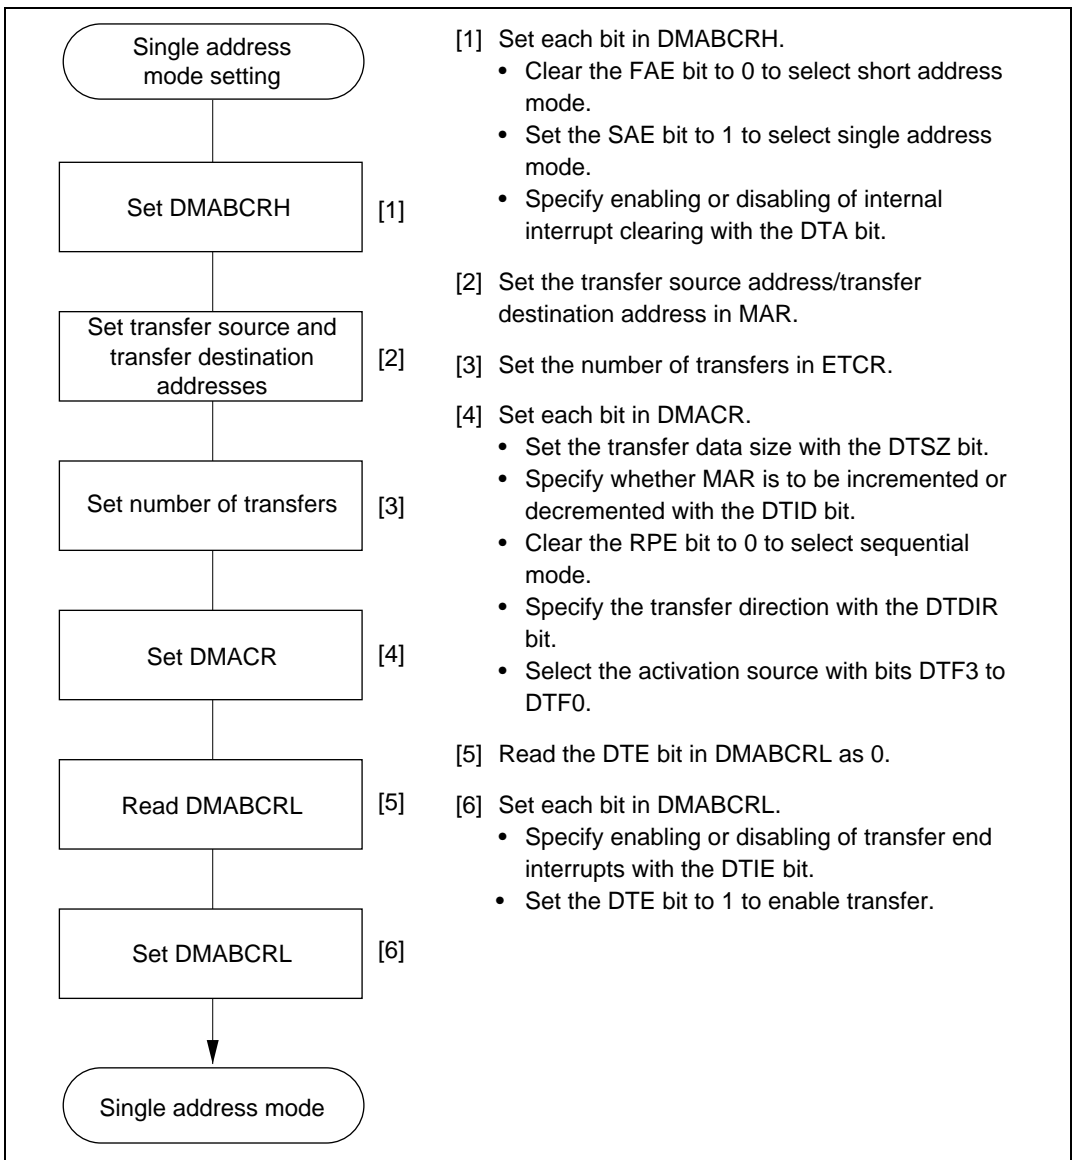 Single address
mode setting
Set DMABCRH
[1]
Set transfer source and
transfer destination
addresses
[2]
Set number of transfers
[3]
Set DMACR
[4]
Read DMABCRL
[5]
Set DMABCRL
[6]
Single address mode
[1] Set each bit in DMABCRH.
• Clear the FAE bit to 0 to select short address
mode.
• Set the SAE bit to 1 to select single address
mode.
• Specify enabling or disabling of internal
interrupt clearing with the DTA bit.
[2] Set the transfer source address/transfer
destination address in MAR.
[3] Set the number of transfers in ETCR.
[4] Set each bit in DMACR.
• Set the transfer data size with the DTSZ bit.
• Specify whether MAR is to be incremented or
decremented with the DTID bit.
• Clear the RPE bit to 0 to select sequential
mode.
• Specify the transfer direction with the DTDIR
bit.
• Select the activation source with bits DTF3 to
DTF0.
[5] Read the DTE bit in DMABCRL as 0.
[6] Set each bit in DMABCRL.
• Specify enabling or disabling of transfer end
interrupts with the DTIE bit.
• Set the DTE bit to 1 to enable transfer.